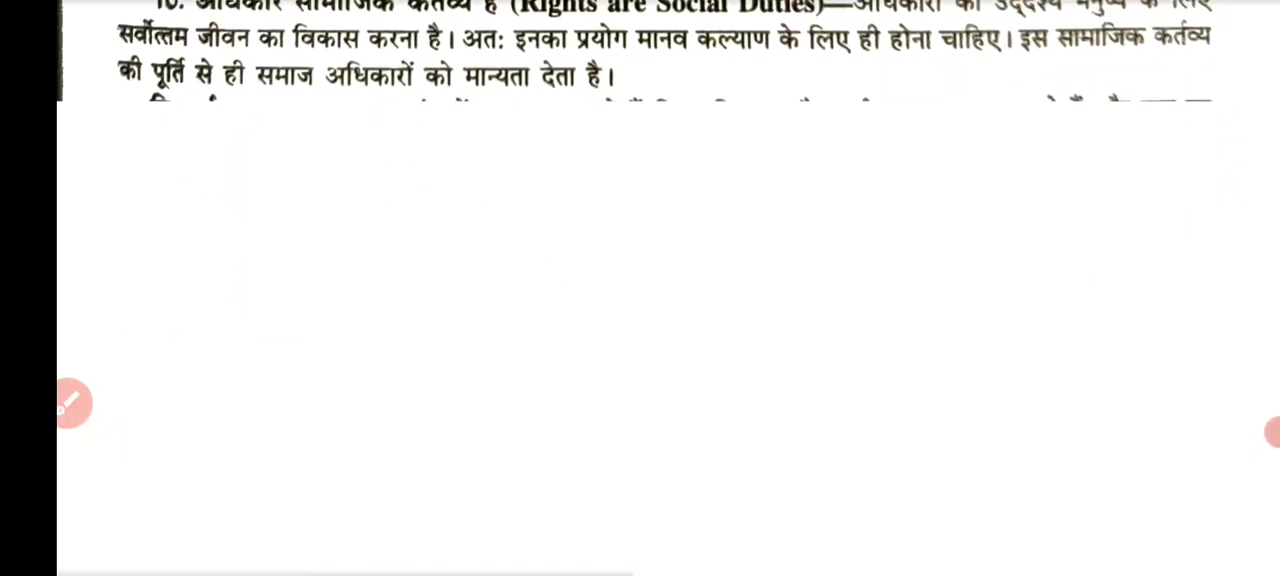 10. अधिकार सामाजिक कर्तव्य हैं (Rights are Social Duties)—अधिकारों का उद्देश्य मनुष्य के लिए
सर्वोत्तम जीवन का विकास करना है। अतः इनका प्रयोग मानव कल्याण के लिए ही होना चाहिए। इस सामाजिक कर्तव्य
की पूर्ति से ही समाज अधिकारों को मान्यता देता है।